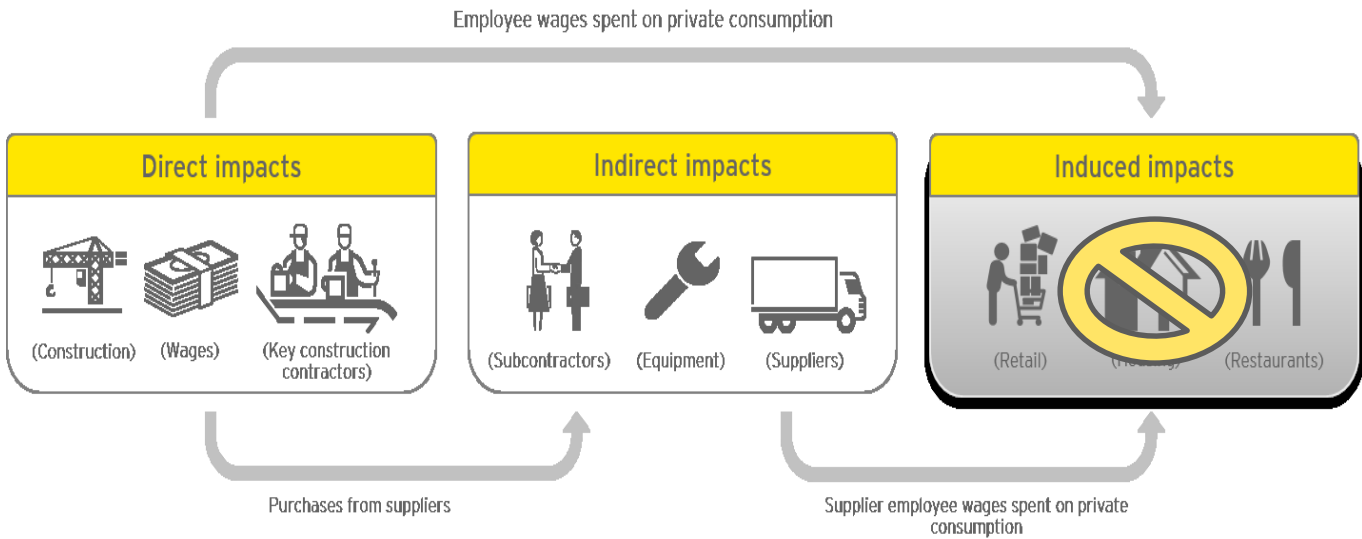 Employee wages spent on private consumption
Direct impacts
(Construction)
(Wages)
(Key construction
contractors)
Indirect impacts
(Subcontractors)
(Equipment)
(Suppliers)
Induced impacts
(Retail)
(Restaurants)
Purchases from suppliers
Supplier employee wages spent on private
consumption